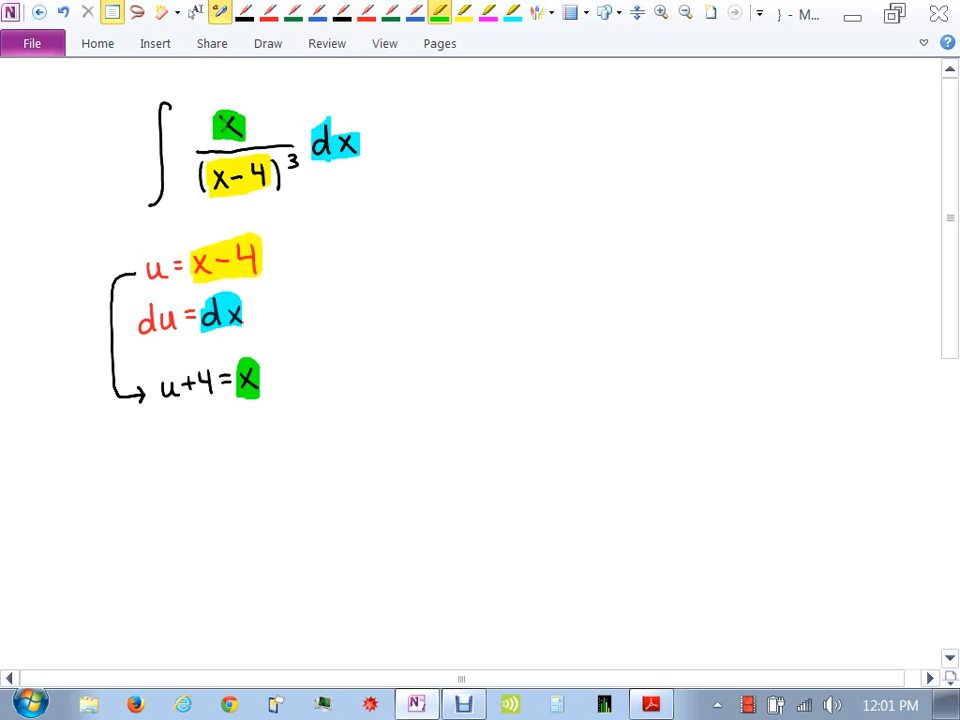 } - M...
File Home Insert Share Draw Review View Pages
∫ x/(x-4)³ dx
u = x-4
du = dx
u+4 = x
12:01 PM